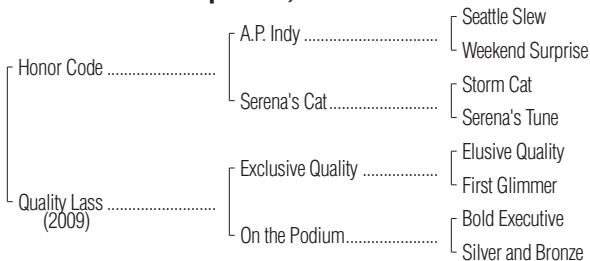 Seattle Slew
A.P. Indy ................................
Weekend Surprise
Honor Code .........................
Storm Cat
Serena's Cat.........................
Serena's Tune
Elusive Quality
Exclusive Quality ..................
First Glimmer
Quality Lass .........................
(2009)
Bold Executive
On the Podium.....................
Silver and Bronze